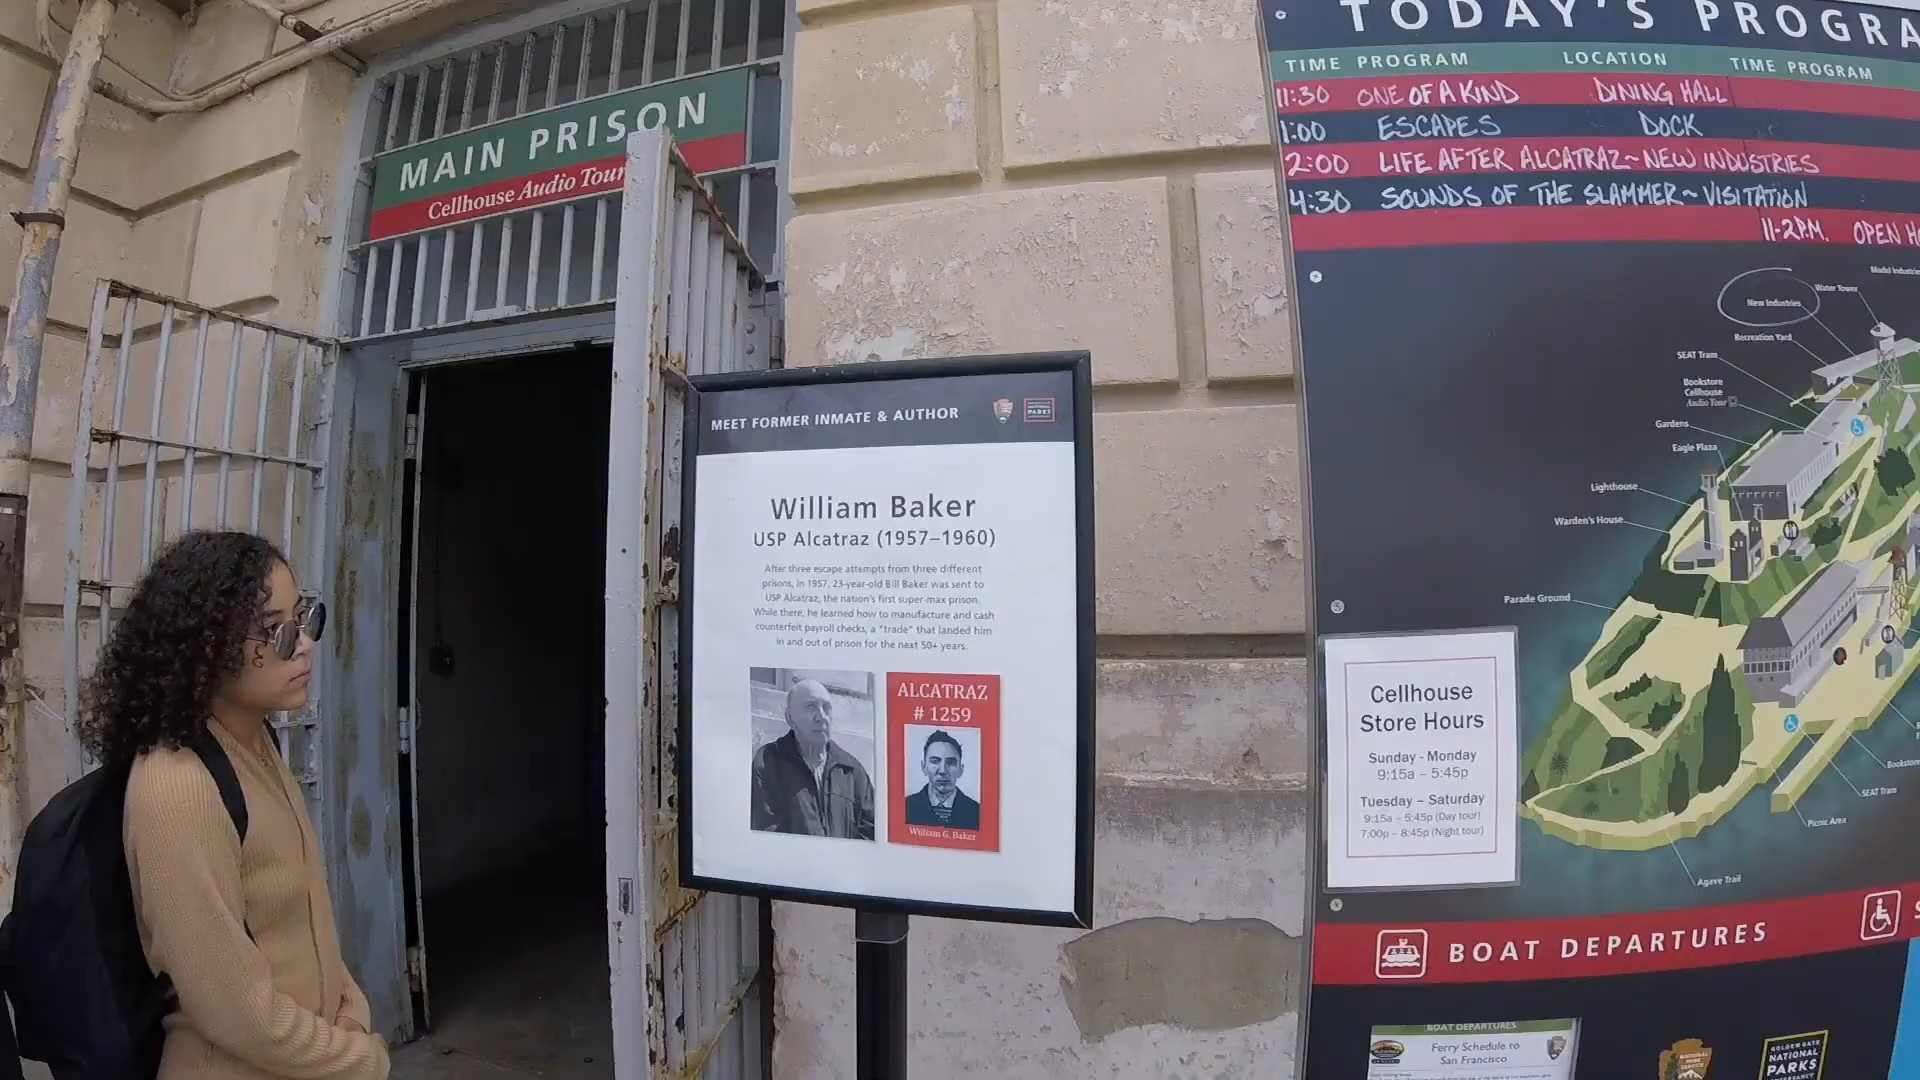 MAIN PRISON
Cellhouse Audio Tour
MEET FORMER INMATE & AUTHOR
William Baker
USP Alcatraz (1957–1960)
After three escape attempts from three different
prisons, in 1957, 23-year-old Bill Baker was sent to
USP Alcatraz, the nation's first super-max prison.
While there, he learned how to manufacture and cash
counterfeit payroll checks, a "trade" that landed him
in and out of prison for the next 50+ years.
ALCATRAZ
# 1259
William G. Baker
TODAY'S PROGRA
TIME PROGRAM LOCATION TIME PROGRAM
11:30 ONE OF A KIND DINING HALL
1:00 ESCAPES DOCK
2:00 LIFE AFTER ALCATRAZ~NEW INDUSTRIES
4:30 SOUNDS OF THE SLAMMER~VISITATION
11-2P.M. OPEN H
Model Industries
Water Tower
New Industries
Recreation Yard
SEAT Tram
Bookstore
Cellhouse
Audio Tour
Gardens
Eagle Plaza
Lighthouse
Warden's House
Parade Ground
Bookstore
SEAT Tram
Picnic Area
Agave Trail
Cellhouse
Store Hours
Sunday - Monday
9:15a – 5:45p
Tuesday – Saturday
9:15a – 5:45p (Day tour)
7:00p – 8:45p (Night tour)
BOAT DEPARTURES
S
BOAT DEPARTURES
Ferry Schedule to
San Francisco
GOLDEN GATE
NATIONAL
PARKS